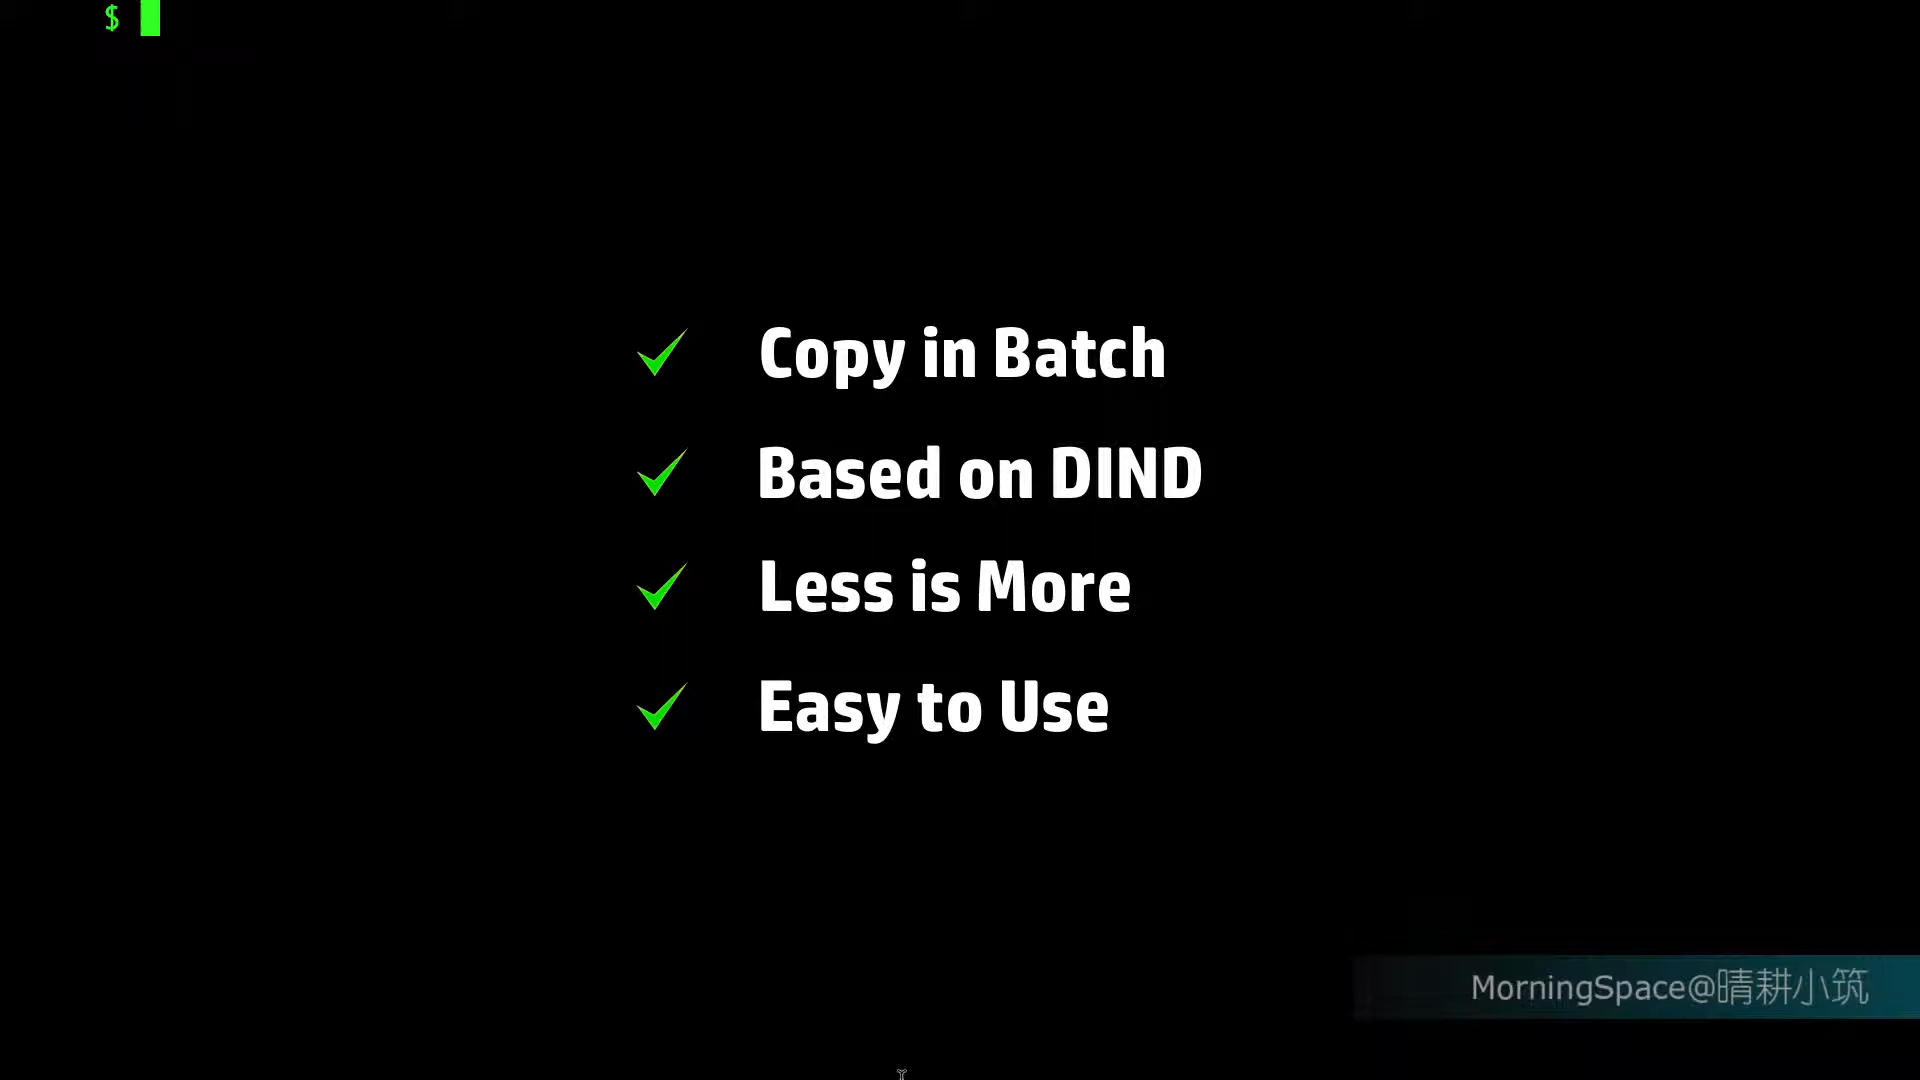 $
Copy in Batch
Based on DIND
Less is More
Easy to Use
MorningSpace@晴耕小筑